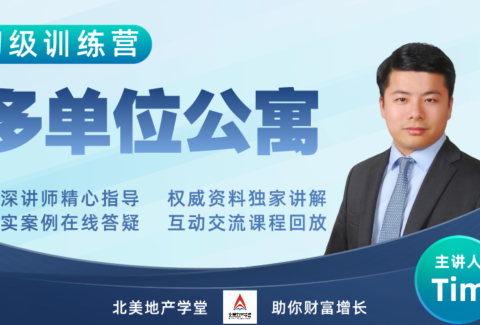 级训练营
多单位公寓
深讲师精心指导 权威资料独家讲解
实案例在线答疑 互动交流课程回放
主讲人
Tim
北美地产学堂 助你财富增长